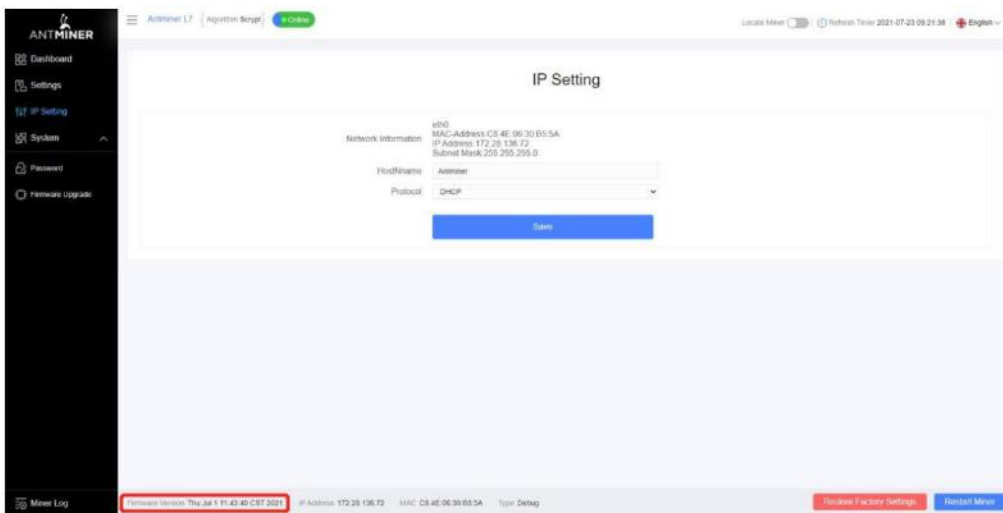 ANTMINER
Antminer L7 Algorithm Scrypt Online
Locate Miner Refresh Time: 2021-07-23 09:21:36 English
Dashboard
Settings
IP Setting
System
Password
Firmware Upgrade
IP Setting
Network Information
eth0
MAC-Address:C8:4E:06:30:B5:5A
IP Address:172.26.136.72
Subnet Mask:255.255.255.0
HostNname Antminer
Protocol DHCP
Save
Miner Log
Firmware Version: Thu Jul 1 11:43:40 CST 2021 IP Address: 172.26.136.72 MAC: C8:4E:06:30:B5:5A Type: Debug
Restore Factory Settings Restart Miner